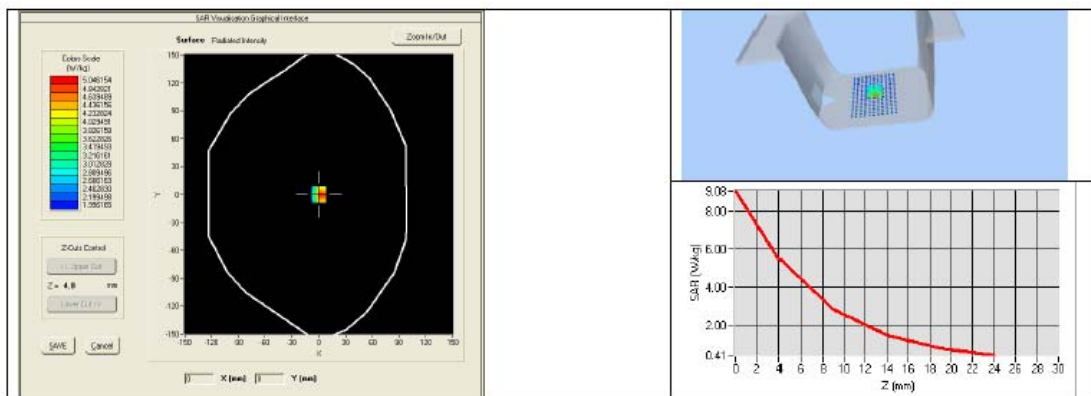 SAR Visualisation Graphical Interface
Surface Radiated Intensity
Zoom In/Out
Colors Scale
(W/kg)
5.046154
4.842821
4.639489
4.436156
4.232824
4.029491
3.826159
3.622826
3.419493
3.216161
3.012828
2.809496
2.606163
2.402830
2.199498
1.996165
150
120
90
60
30
0
-30
-60
-90
-120
-150
Y
-150 -120 -90 -60 -30 0 30 60 90 120 150
X
Z-Cuts Control
Z = 4.0 mm
SAVE Cancel
0 X (mm) 0 Y (mm)
9.08
8.00
6.00
4.00
2.00
0.41
SAR (W/kg)
0 2 4 6 8 10 12 14 16 18 20 22 24 26 28 30
Z (mm)